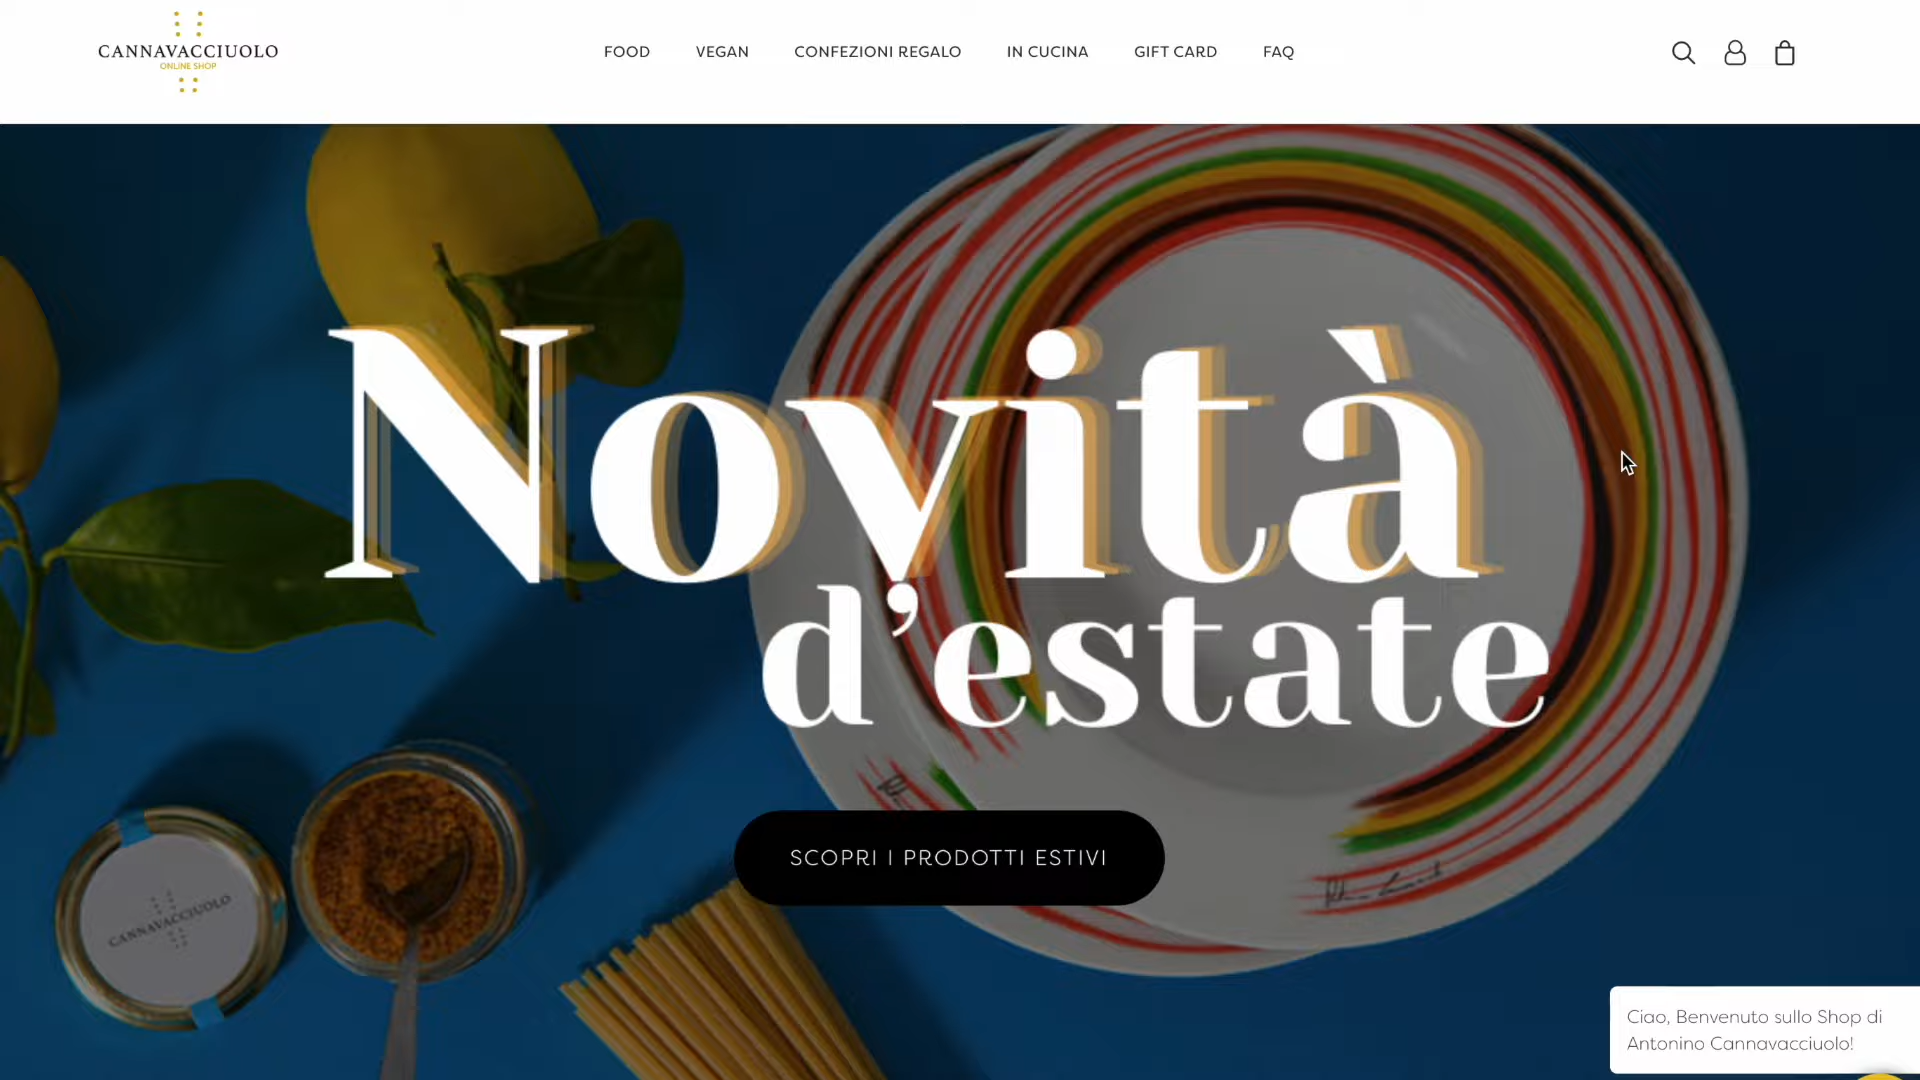 CANNAVACCIUOLO
ONLINE SHOP
FOOD VEGAN CONFEZIONI REGALO IN CUCINA GIFT CARD FAQ
Novità
d’estate
SCOPRI I PRODOTTI ESTIVI
CANNAVACCIUOLO
Ciao, Benvenuto sullo Shop di
Antonino Cannavacciuolo!